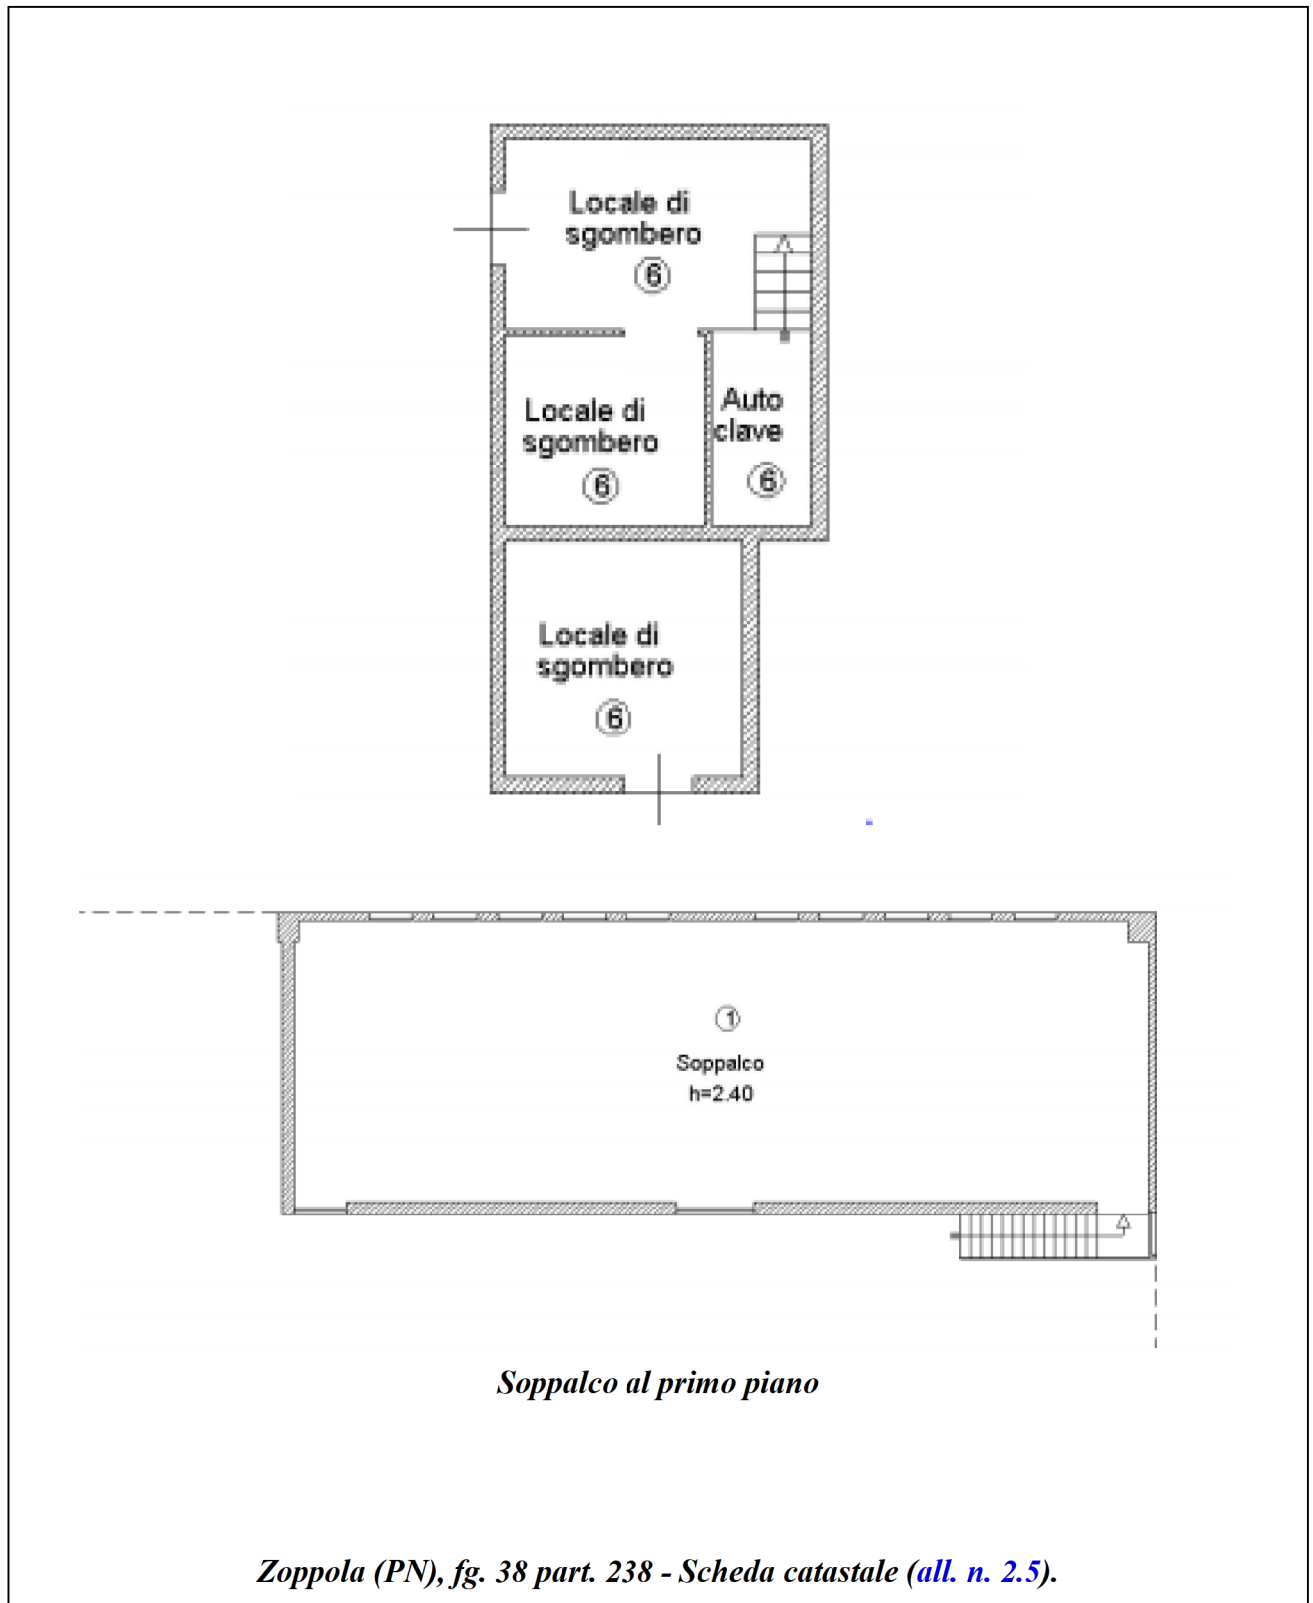 Locale di
sgombero
6
Locale di
sgombero
6
Auto
clave
6
Locale di
sgombero
6
1
Soppalco
h=2.40
Soppalco al primo piano
Zoppola (PN), fg. 38 part. 238 - Scheda catastale (all. n. 2.5).